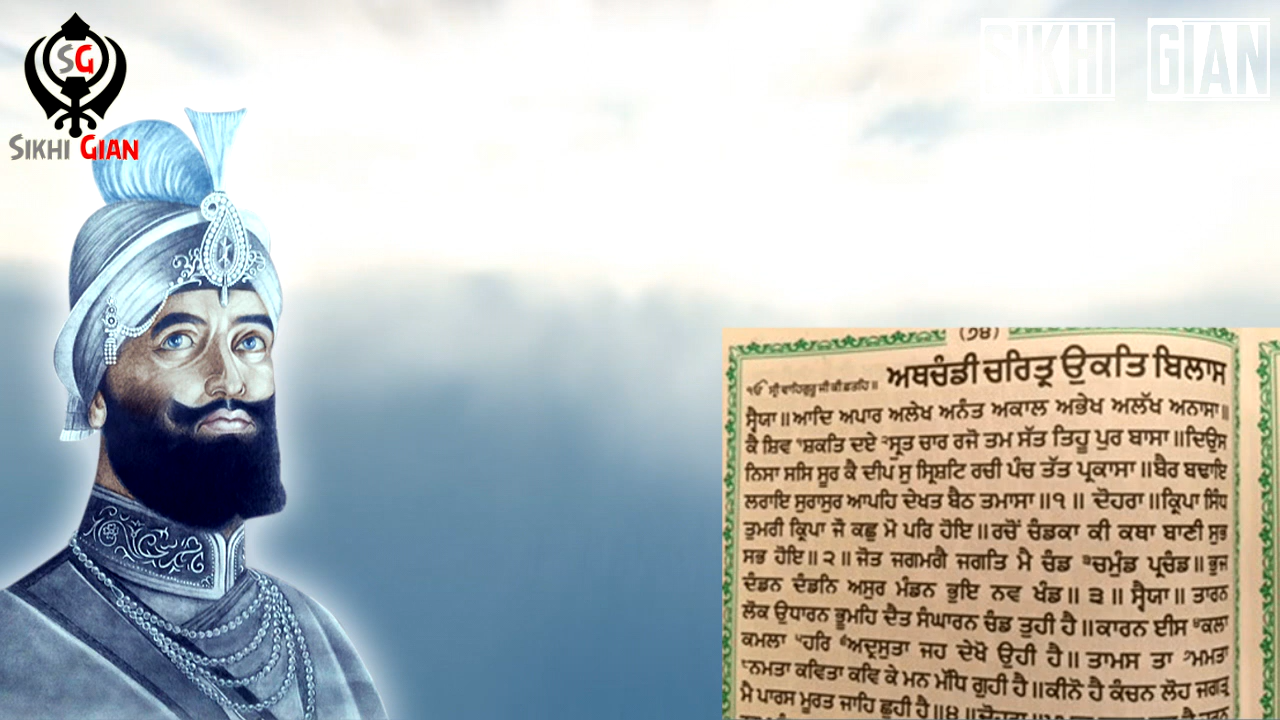 SG
SIKHI GIAN
SIKHI GIAN
(੭੪)
ੴ ਸ੍ਰੀ ਵਾਹਿਗੁਰੂ ਜੀ ਕੀ ਫਤਹਿ॥ ਅਥਚੰਡੀ ਚਰਿਤ੍ਰ ਉਕਤਿ ਬਿਲਾਸ
ਸ੍ਵੈਯਾ॥ ਆਦਿ ਅਪਾਰ ਅਲੇਖ ਅਨੰਤ ਅਕਾਲ ਅਭੇਖ ਅਲੱਖ ਅਨਾਸਾ॥
ਕੈ ਸ਼ਿਵ ਸ਼ਕਤਿ ਦਏ ਸ੍ਰੁਤ ਚਾਰ ਰਜੋ ਤਮ ਸੱਤ ਤਿਹੂ ਪੁਰ ਬਾਸਾ॥ਦਿਉਸ
ਨਿਸਾ ਸਸਿ ਸੂਰ ਕੈ ਦੀਪ ਸੁ ਸ੍ਰਿਸ਼ਟਿ ਰਚੀ ਪੰਚ ਤੱਤ ਪ੍ਰਕਾਸਾ॥ਬੈਰ ਬਢਾਇ
ਲਰਾਇ ਸੁਰਾਸੁਰ ਆਪਹਿ ਦੇਖਤ ਬੈਠ ਤਮਾਸਾ॥੧॥ ਦੋਹਰਾ॥ਕ੍ਰਿਪਾ ਸਿੰਧ
ਤੁਮਰੀ ਕ੍ਰਿਪਾ ਜੌ ਕਛੁ ਮੋ ਪਰਿ ਹੋਇ॥ਰਚੋਂ ਚੰਡਕਾ ਕੀ ਕਥਾ ਬਾਣੀ ਸੁਭ
ਸਭ ਹੋਇ॥੨॥ ਜੋਤ ਜਗਮਗੈ ਜਗਤਿ ਮੈ ਚੰਡ ਚਮੁੰਡ ਪ੍ਰਚੰਡ॥ ਭੁਜ
ਦੰਡਨ ਦੰਡਨਿ ਅਸੁਰ ਮੰਡਨ ਭੁਇ ਨਵ ਖੰਡ॥੩॥ ਸ੍ਵੈਯਾ॥ ਤਾਰਨ
ਲੋਕ ਉਧਾਰਨ ਭੂਮਹਿ ਦੈਤ ਸੰਘਾਰਨ ਚੰਡ ਤੁਹੀ ਹੈ॥ਕਾਰਨ ਈਸ ਕਲਾ
ਕਮਲਾ ਹਰਿ ਅਦ੍ਰਸੁਤਾ ਜਹ ਦੇਖੋ ਉਹੀ ਹੈ॥ ਤਾਮਸ ਤਾ ਮਮਤਾ
ਨਮਤਾ ਕਵਿਤਾ ਕਵਿ ਕੇ ਮਨ ਮੱਧਿ ਗੁਹੀ ਹੈ॥ਕੀਨੋ ਹੈ ਕੰਚਨ ਲੋਹ ਜਗਤ੍ਰ
ਮੈ ਪਾਰਸ ਮੂਰਤ ਜਾਹਿ ਛੁਹੀ ਹੈ॥੪॥ਦੋਹਰਾ॥